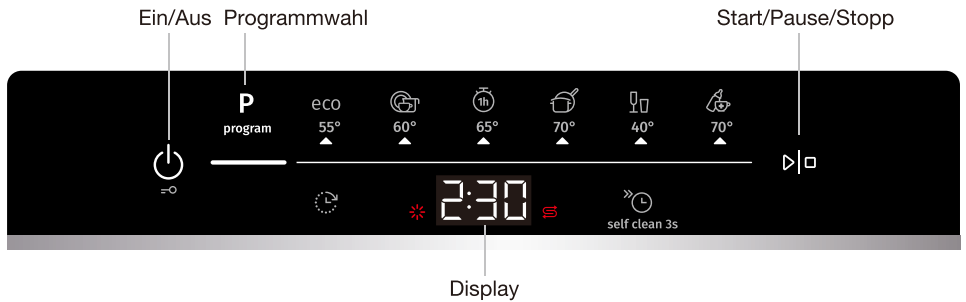 Ein/Aus Programmwahl Start/Pause/Stopp
P
program
eco
1h
55° 60° 65° 70° 40° 70°
2:30
self clean 3s
Display